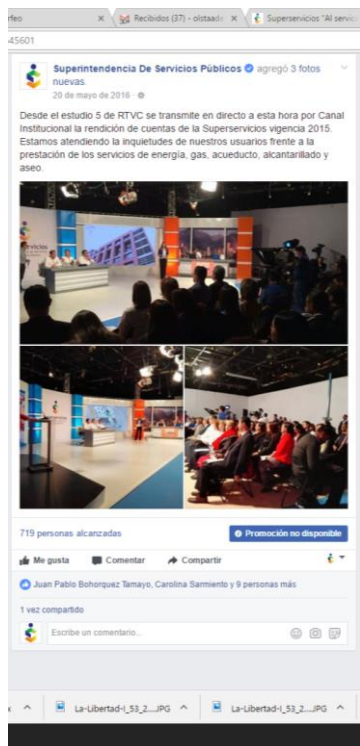 rfeo
Recibidos (37) - olstaade
Superservicios "Al servic
45601
Superintendencia De Servicios Públicos agregó 3 fotos
nuevas.
20 de mayo de 2016
Desde el estudio 5 de RTVC se transmite en directo a esta hora por Canal
Institucional la rendición de cuentas de la Superservicios vigencia 2015.
Estamos atendiendo la inquietudes de nuestros usuarios frente a la
prestación de los servicios de energía, gas, acueducto, alcantarillado y
aseo.
719 personas alcanzadas
Promoción no disponible
Me gusta Comentar Compartir
Juan Pablo Bohorquez Tamayo, Carolina Sarmiento y 9 personas más
1 vez compartido
Escribe un comentario...
La-Libertad-I_53_2....JPG
La-Libertad-I_53_2....JPG